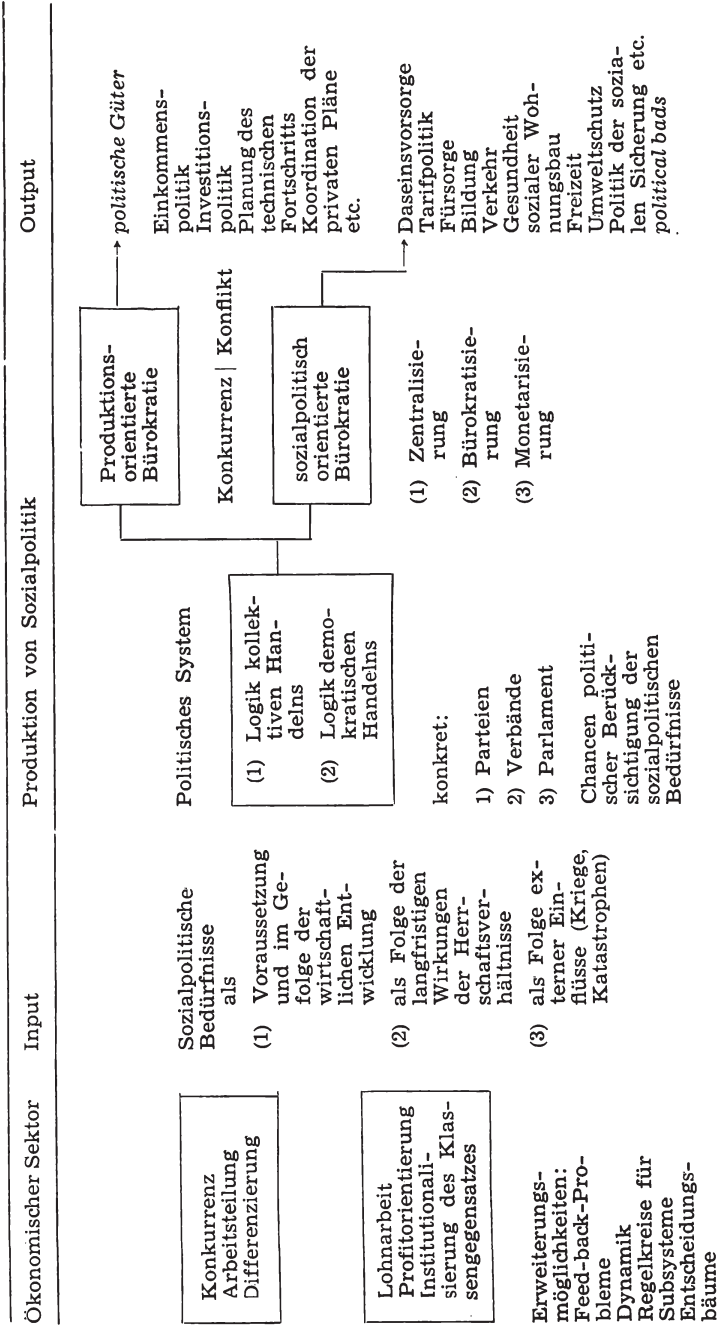 Ökonomischer Sektor
Input
Produktion von Sozialpolitik
Output
Konkurrenz
Arbeitsteilung
Differenzierung
Lohnarbeit
Profitorientierung
Institutionali-
sierung des Klas-
sengegensatzes
Erweiterungs-
möglichkeiten:
Feed-back-Pro-
bleme
Dynamik
Regelkreise für
Subsysteme
Entscheidungs-
bäume
Sozialpolitische
Bedürfnisse
als
(1) Voraussetzung
und im Ge-
folge der
wirtschaft-
lichen Ent-
wicklung
(2) als Folge der
langfristigen
Wirkungen
der Herr-
schaftsver-
hältnisse
(3) als Folge ex-
terner Ein-
flüsse (Kriege,
Katastrophen)
Politisches System
(1) Logik kollek-
tiven Han-
delns
(2) Logik demo-
kratischen
Handelns
konkret:
1) Parteien
2) Verbände
3) Parlament
Chancen politi-
scher Berück-
sichtigung der
sozialpolitischen
Bedürfnisse
Produktions-
orientierte
Bürokratie
Konkurrenz | Konflikt
sozialpolitisch
orientierte
Bürokratie
(1) Zentralisie-
rung
(2) Bürokratisie-
rung
(3) Monetarisie-
rung
politische Güter
Einkommens-
politik
Investitions-
politik
Planung des
technischen
Fortschritts
Koordination der
privaten Pläne
etc.
Daseinsvorsorge
Tarifpolitik
Fürsorge
Bildung
Verkehr
Gesundheit
sozialer Woh-
nungsbau
Freizeit
Umweltschutz
Politik der sozia-
len Sicherung etc.
political bads